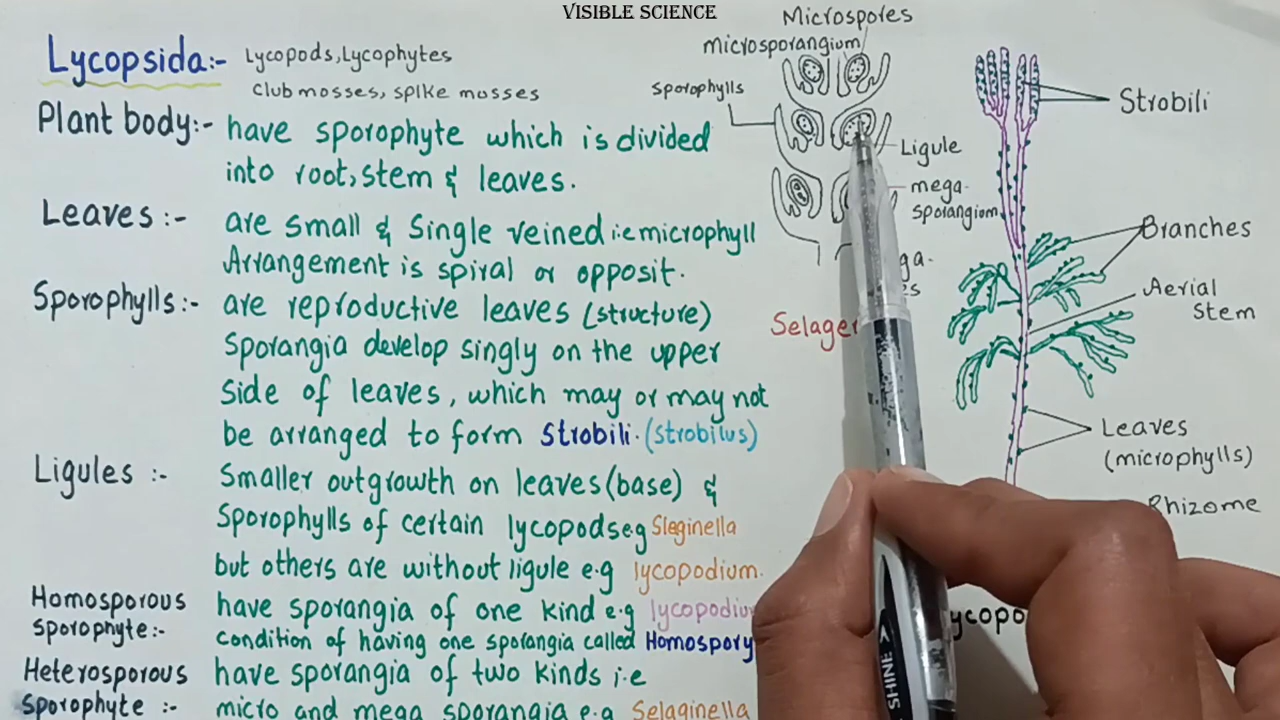 VISIBLE SCIENCE
Lycopsida:- Lycopods, Lycophytes
Club mosses, spike mosses
Plant body:- have sporophyte which is divided
into root, stem & leaves.
Leaves :- are small & Single veined i.e microphyll
Arrangement is spiral or opposit.
Sporophylls:- are reproductive leaves (structure)
Sporangia develop singly on the upper
side of leaves, which may or may not
be arranged to form Strobili. (strobilus)
Ligules :- Smaller outgrowth on leaves (base) &
Sporophylls of certain lycopods eg Sleginella
but others are without ligule e.g lycopodium.
Homosporous
sporophyte:- have sporangia of one kind e.g lycopodiu
condition of having one sporangia called Homospory
Heterosporous
sporophyte :- have sporangia of two kinds i.e
micro and mega sporangia e.g Selaginella
Microspores
microsporangium
Sporophylls
Ligule
mega-
sporangium
Selage
Strobili
Branches
Aerial
Stem
Leaves
(microphylls)
Rhizome
ycopo